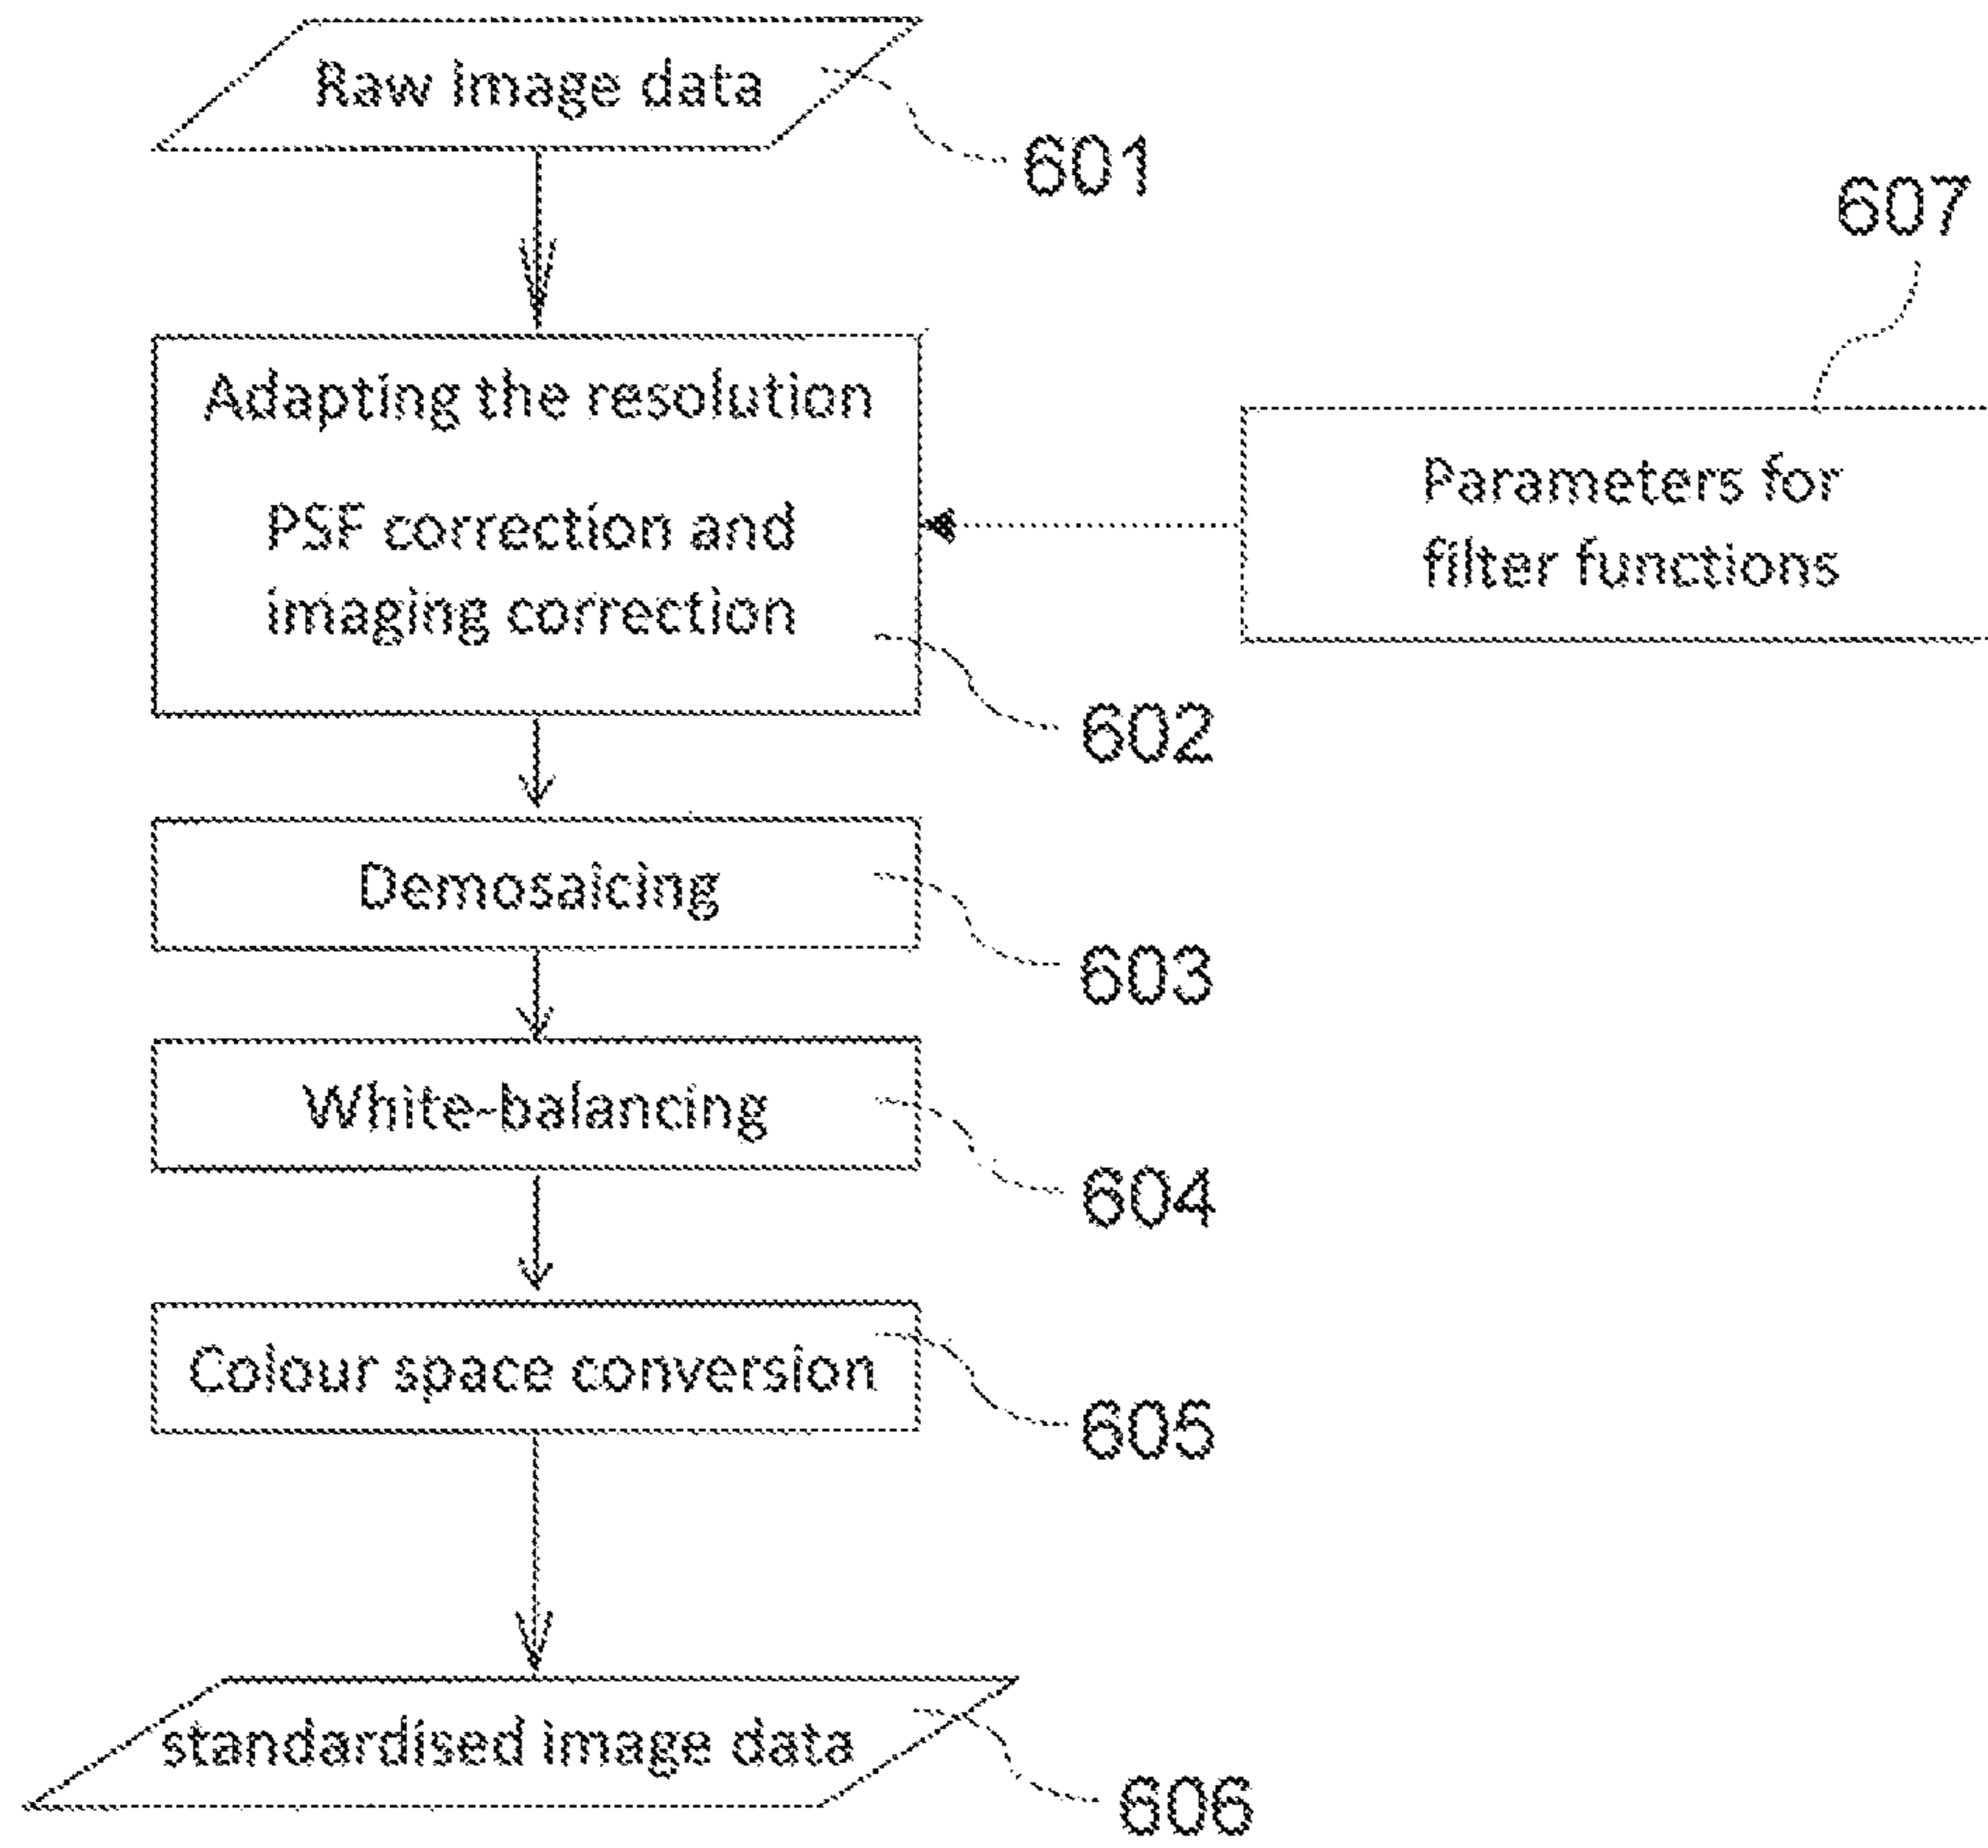 Raw image data
601
607
Adapting the resolution
PSF correction and
imaging correction
602
Parameters for
filter functions
Demosaicing
603
White-balancing
604
Colour space conversion
605
standardised image data
606